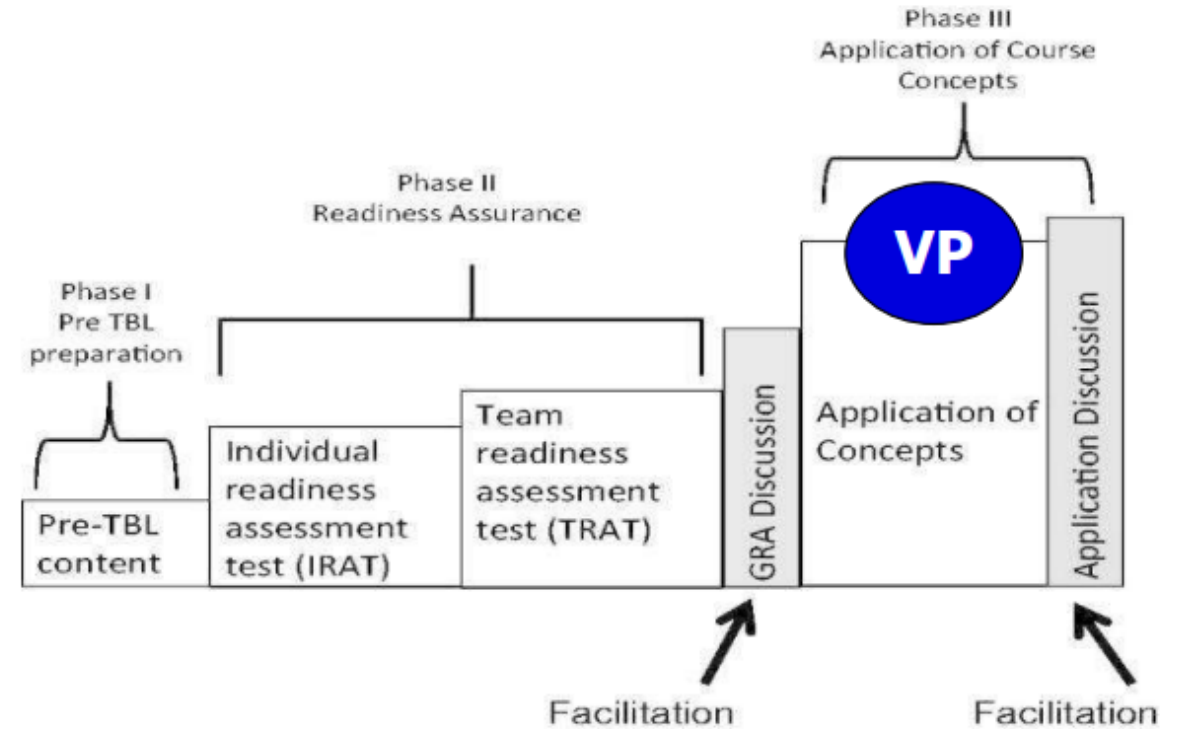 Phase III
Application of Course
Concepts
Phase II
Readiness Assurance
Phase I
Pre TBL
preparation
VP
Pre-TBL
content
Individual
readiness
assessment
test (IRAT)
Team
readiness
assessment
test (TRAT)
GRA Discussion
Application of
Concepts
Application Discussion
Facilitation
Facilitation